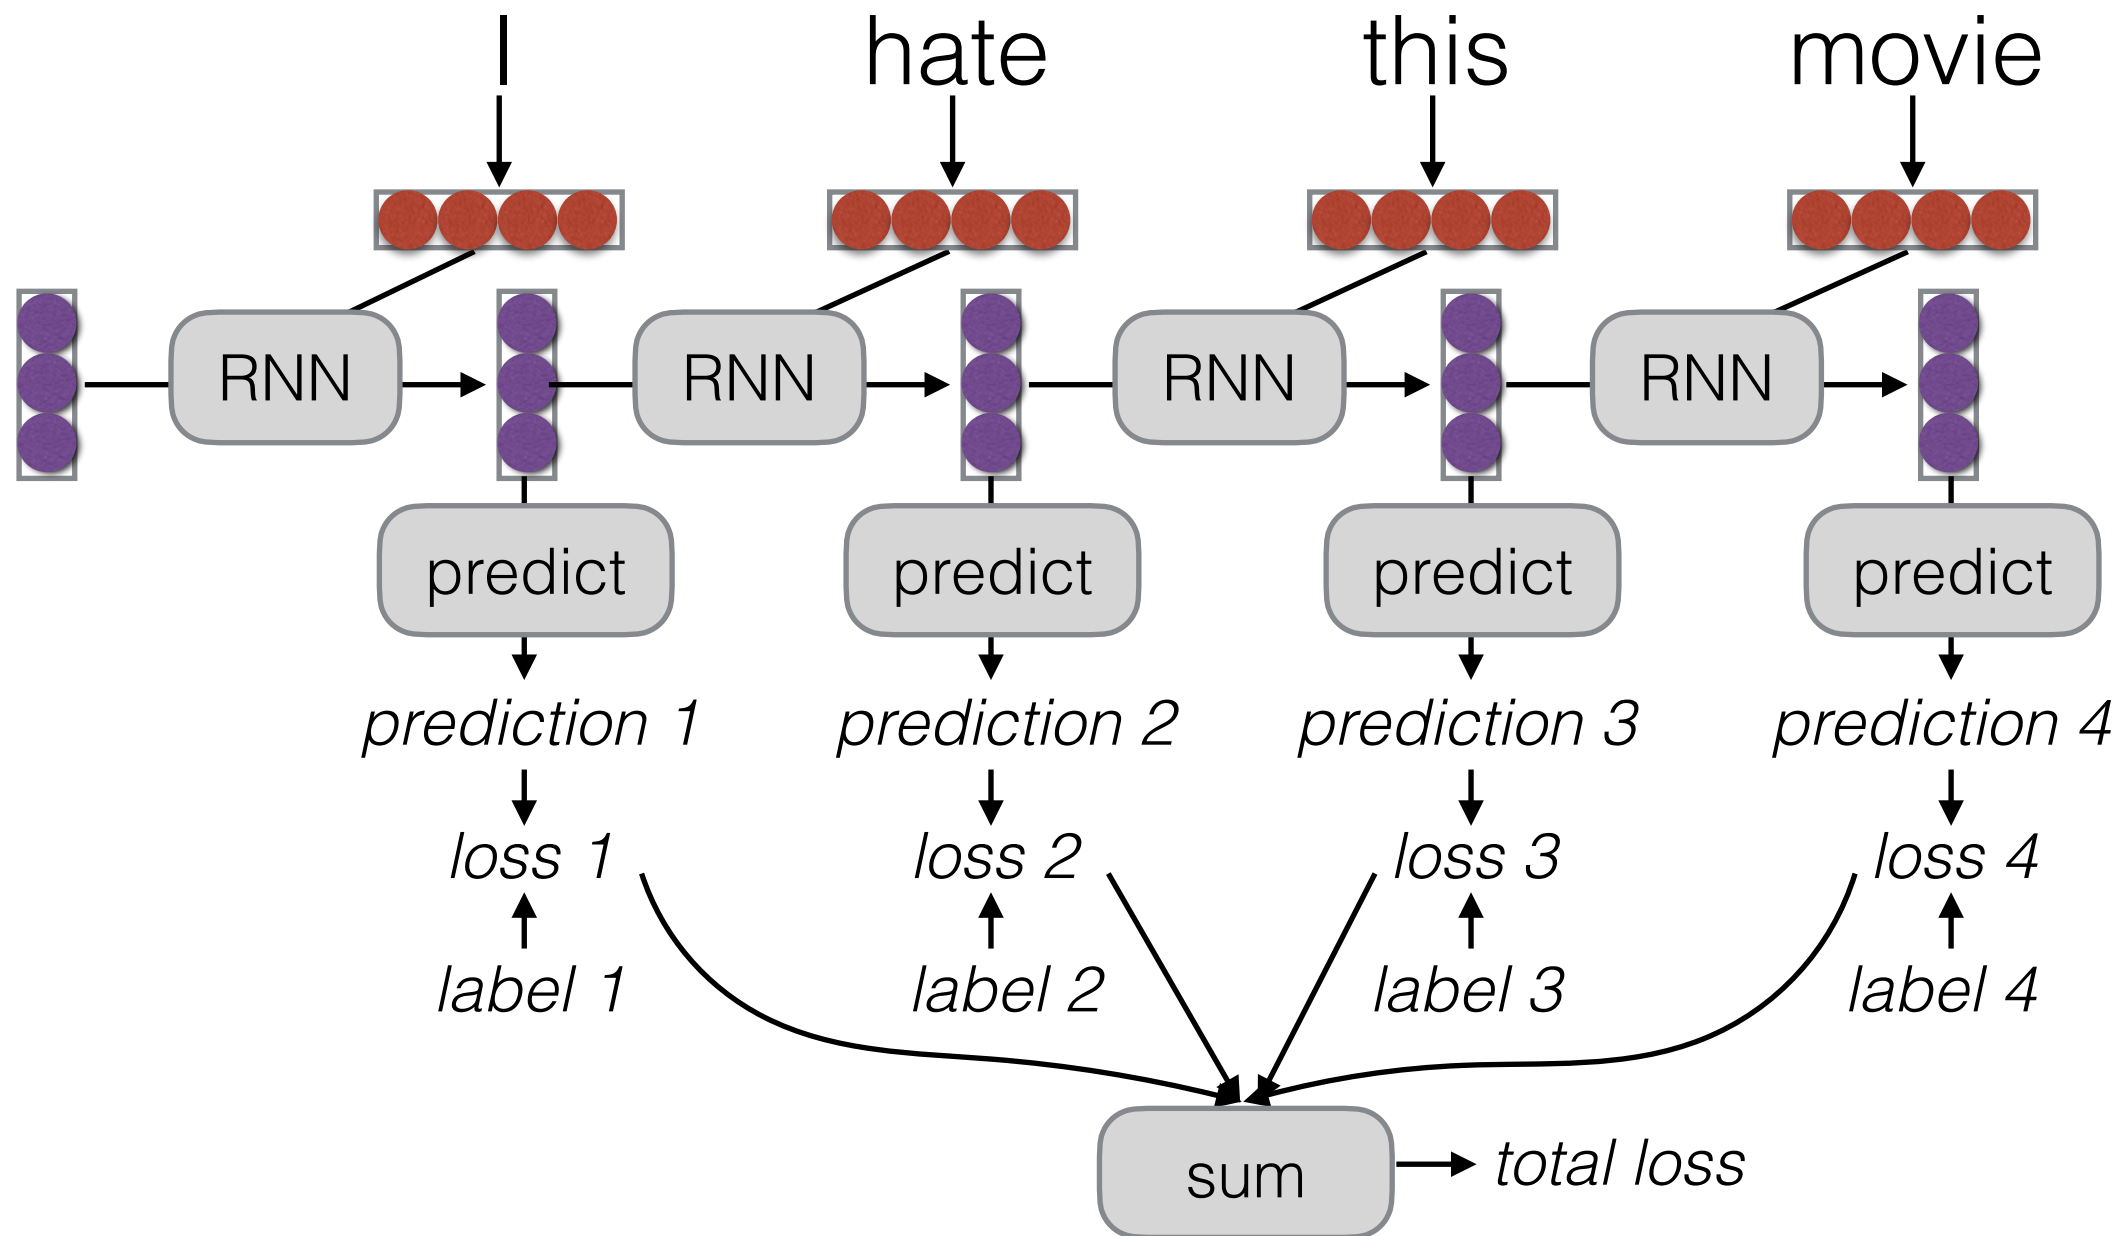 I hate this movie
RNN RNN RNN RNN
predict predict predict predict
prediction 1 prediction 2 prediction 3 prediction 4
loss 1 loss 2 loss 3 loss 4
label 1 label 2 label 3 label 4
sum total loss